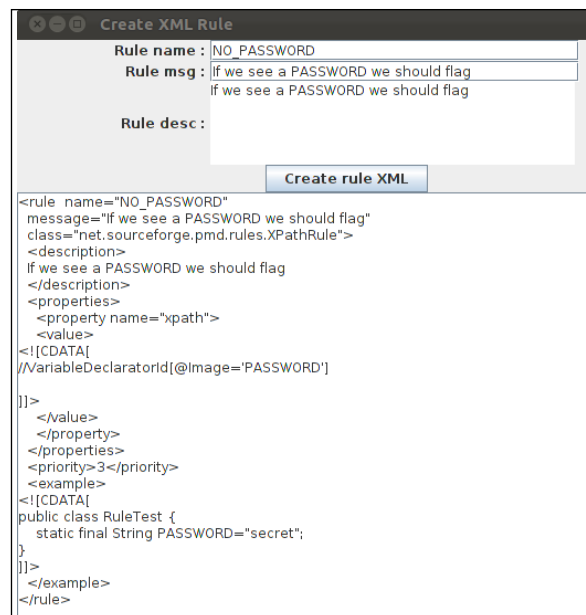 Create XML Rule
Rule name : NO_PASSWORD
Rule msg : If we see a PASSWORD we should flag
If we see a PASSWORD we should flag
Rule desc :
Create rule XML
<rule  name="NO_PASSWORD"
  message="If we see a PASSWORD we should flag"
  class="net.sourceforge.pmd.rules.XPathRule">
  <description>
  If we see a PASSWORD we should flag
  </description>
  <properties>
    <property name="xpath">
    <value>
<![CDATA[
//VariableDeclaratorId[@Image='PASSWORD']
]]>
    </value>
    </property>
  </properties>
  <priority>3</priority>
  <example>
<![CDATA[
public class RuleTest {
    static final String PASSWORD="secret";
}
]]>
  </example>
</rule>